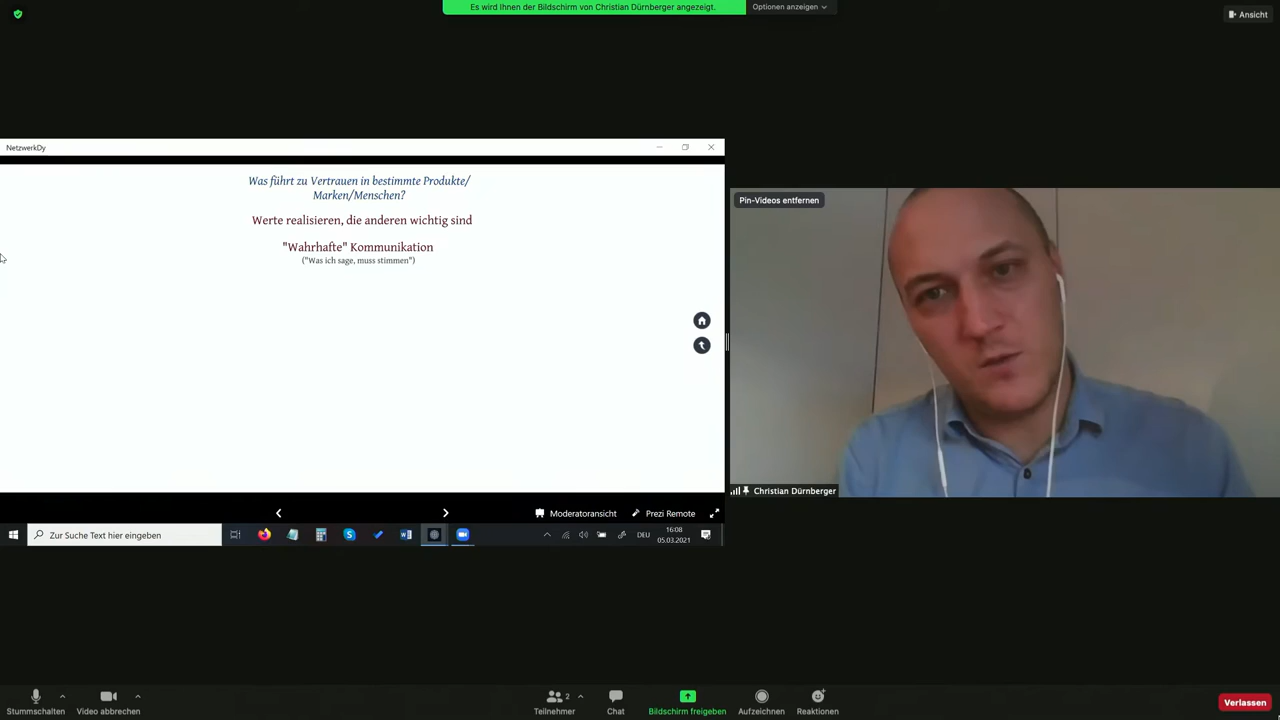 Es wird Ihnen der Bildschirm von Christian Dürnberger angezeigt.
Optionen anzeigen
Ansicht
NetzwerkDy
Was führt zu Vertrauen in bestimmte Produkte/
Marken/Menschen?
Werte realisieren, die anderen wichtig sind
"Wahrhafte" Kommunikation
("Was ich sage, muss stimmen")
Moderatoransicht
Prezi Remote
Zur Suche Text hier eingeben
DEU
16:08
05.03.2021
Pin-Videos entfernen
Christian Dürnberger
Stummschalten
Video abbrechen
2
Teilnehmer
Chat
Bildschirm freigeben
Aufzeichnen
Reaktionen
Verlassen